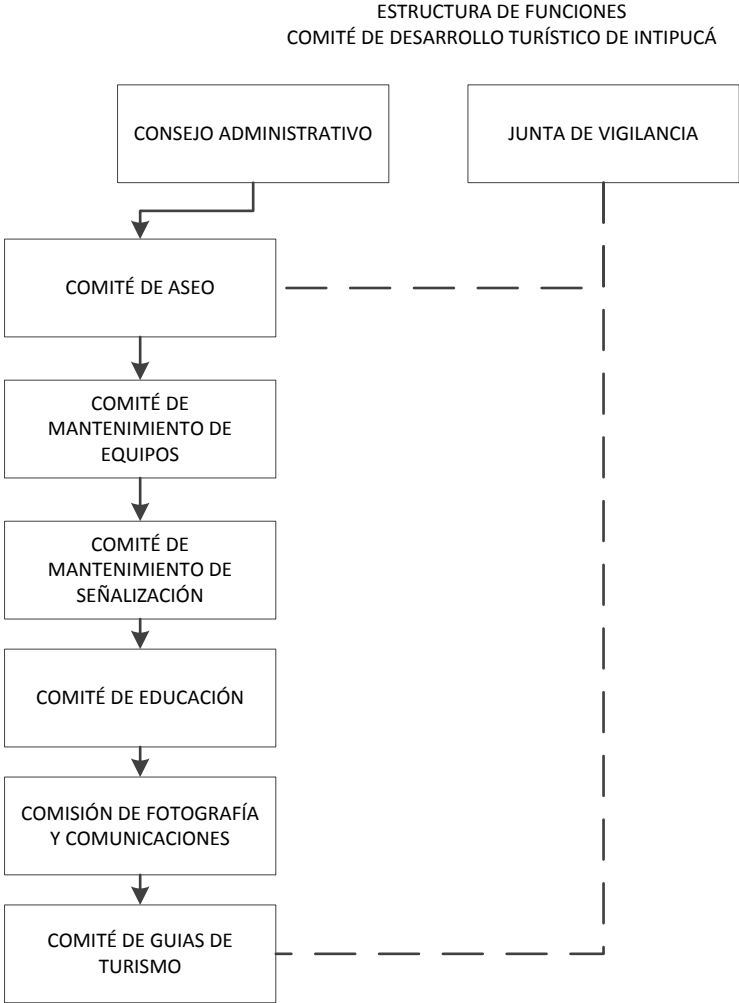 ESTRUCTURA DE FUNCIONES
COMITÉ DE DESARROLLO TURÍSTICO DE INTIPUCÁ
CONSEJO ADMINISTRATIVO
JUNTA DE VIGILANCIA
COMITÉ DE ASEO
COMITÉ DE
MANTENIMIENTO DE
EQUIPOS
COMITÉ DE
MANTENIMIENTO DE
SEÑALIZACIÓN
COMITÉ DE EDUCACIÓN
COMISIÓN DE FOTOGRAFÍA
Y COMUNICACIONES
COMITÉ DE GUIAS DE
TURISMO